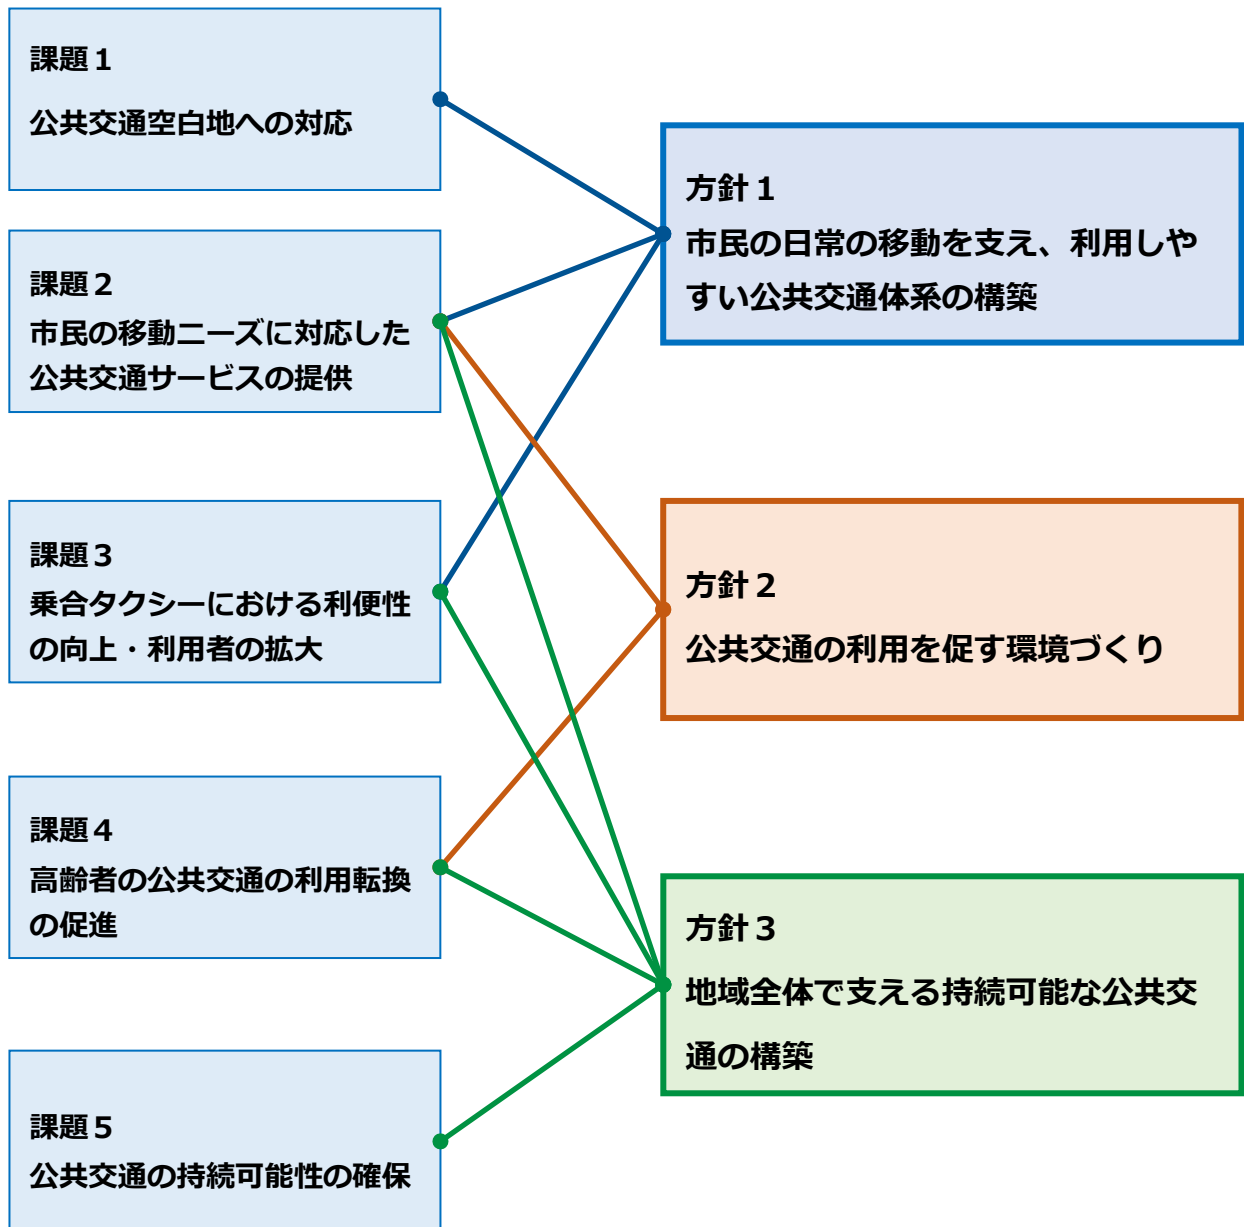 課題１
公共交通空白地への対応
課題２
市民の移動ニーズに対応した
公共交通サービスの提供
課題３
乗合タクシーにおける利便性
の向上・利用者の拡大
課題４
高齢者の公共交通の利用転換
の促進
課題５
公共交通の持続可能性の確保
方針１
市民の日常の移動を支え、利用しや
すい公共交通体系の構築
方針２
公共交通の利用を促す環境づくり
方針３
地域全体で支える持続可能な公共交
通の構築